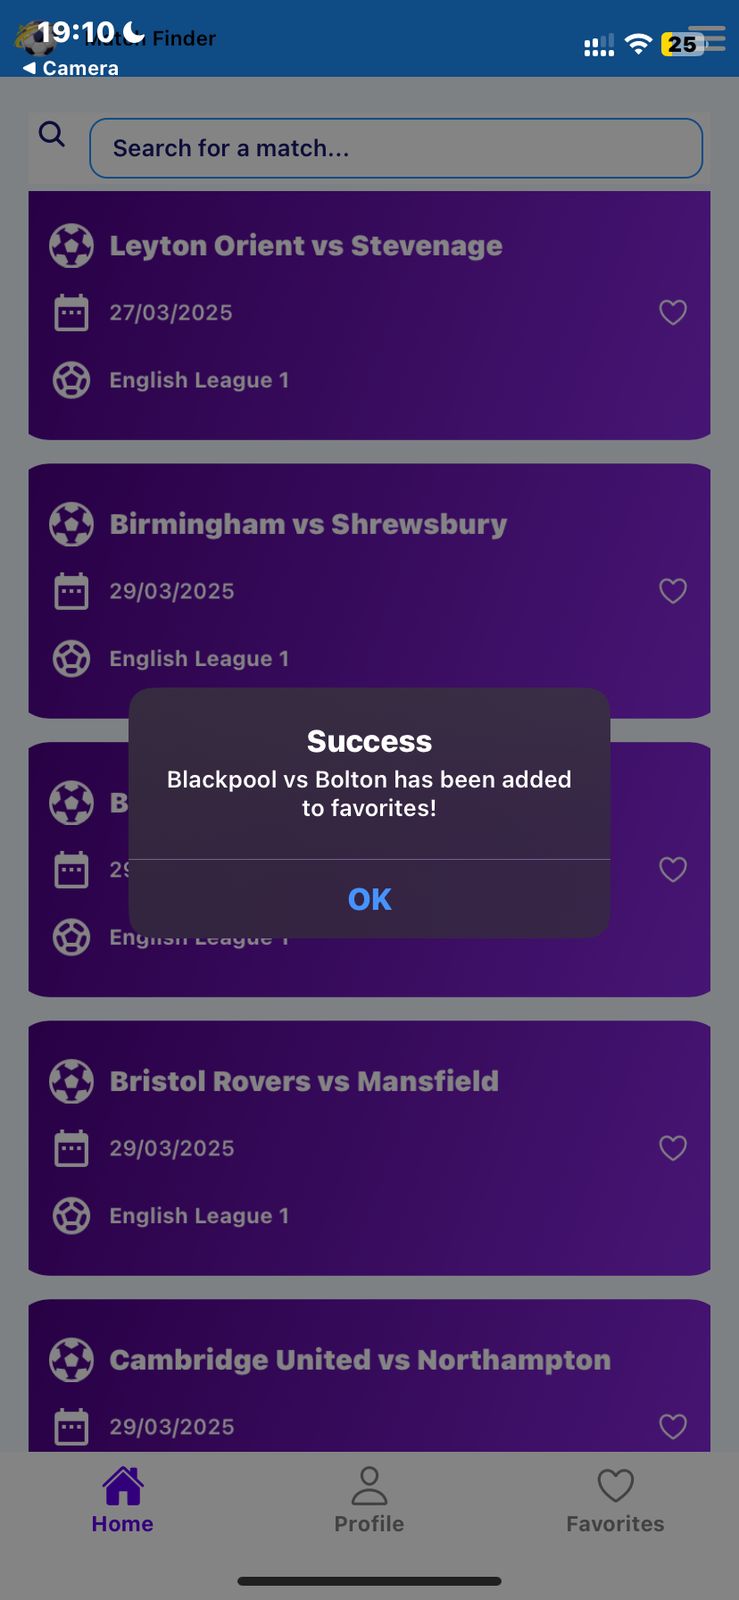 19:10
Match Finder
25
◀ Camera
Search for a match...
Leyton Orient vs Stevenage
27/03/2025
English League 1
Birmingham vs Shrewsbury
29/03/2025
English League 1
Success
Blackpool vs Bolton has been added
to favorites!
OK
B
29
English League 1
Bristol Rovers vs Mansfield
29/03/2025
English League 1
Cambridge United vs Northampton
29/03/2025
Home
Profile
Favorites